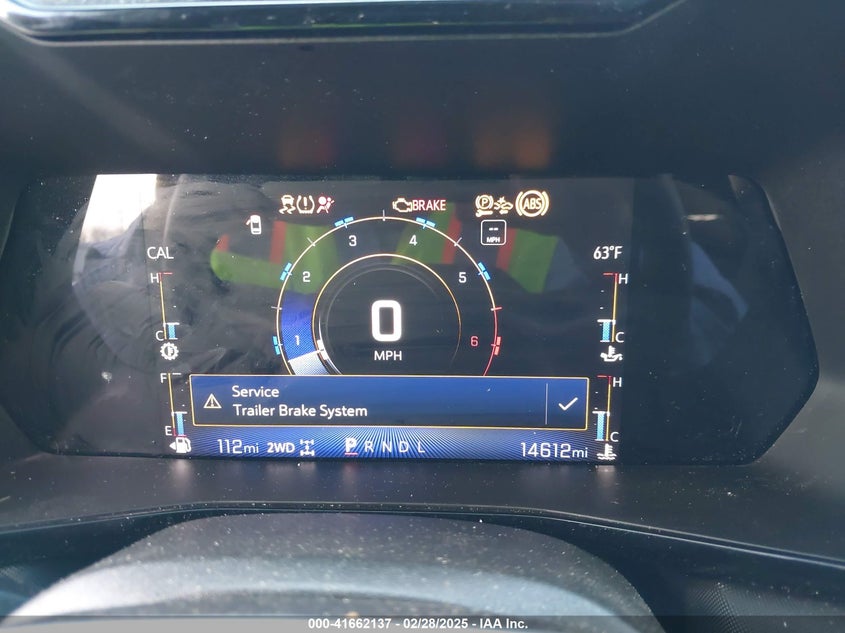 BRAKE
ABS
MPH
CAL
63°F
H
H
1
2
3
4
5
6
C
C
0
MPH
F
H
Service
Trailer Brake System
E
C
112mi 2WD P R N D L 14612mi
000-41662137 - 02/28/2025 - IAA Inc.